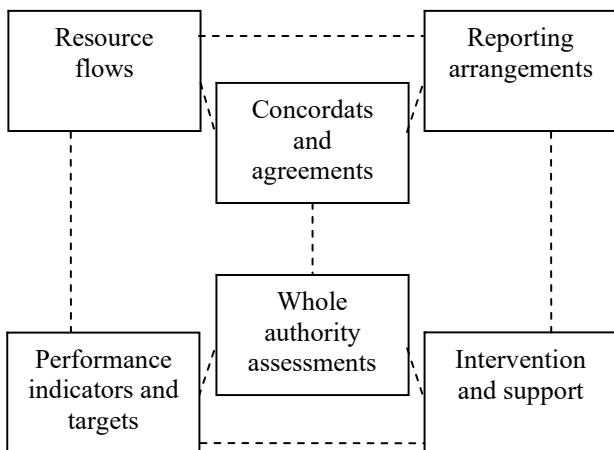 Resource
flows
Reporting
arrangements
Concordats
and
agreements
Whole
authority
assessments
Performance
indicators and
targets
Intervention
and support